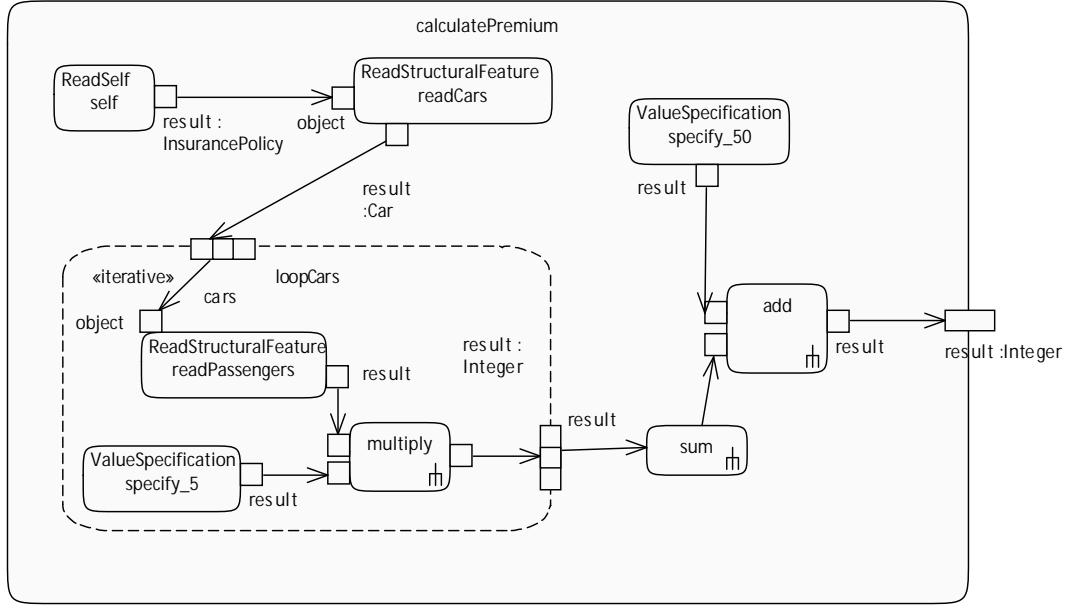 calculatePremium
ReadSelf
self
result :
InsurancePolicy
object
ReadStructuralFeature
readCars
result
:Car
ValueSpecification
specify_50
result
«iterative»
loopCars
cars
object
ReadStructuralFeature
readPassengers
result
result :
Integer
ValueSpecification
specify_5
result
multiply
result
sum
add
result
result :Integer